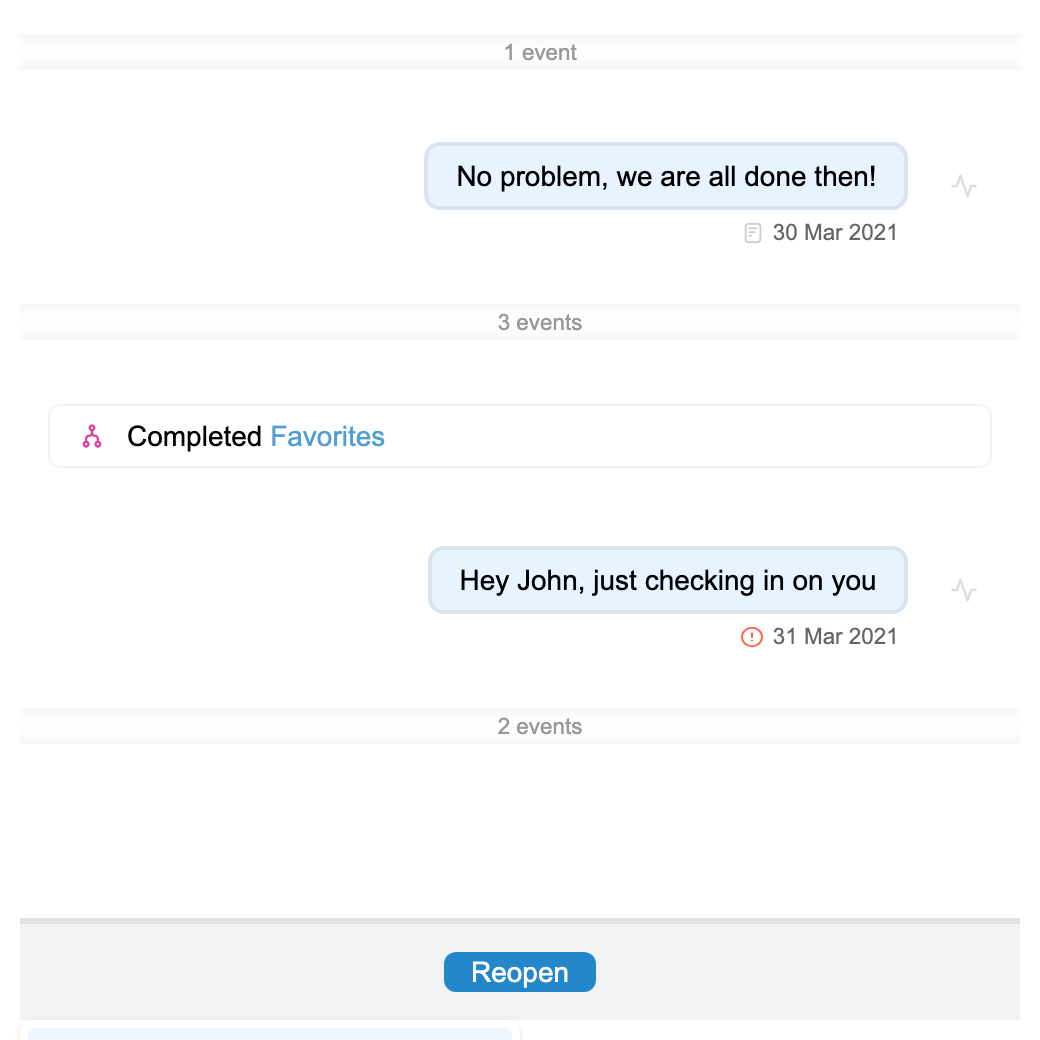 1 event
No problem, we are all done then!
30 Mar 2021
3 events
Completed Favorites
Hey John, just checking in on you
31 Mar 2021
2 events
Reopen